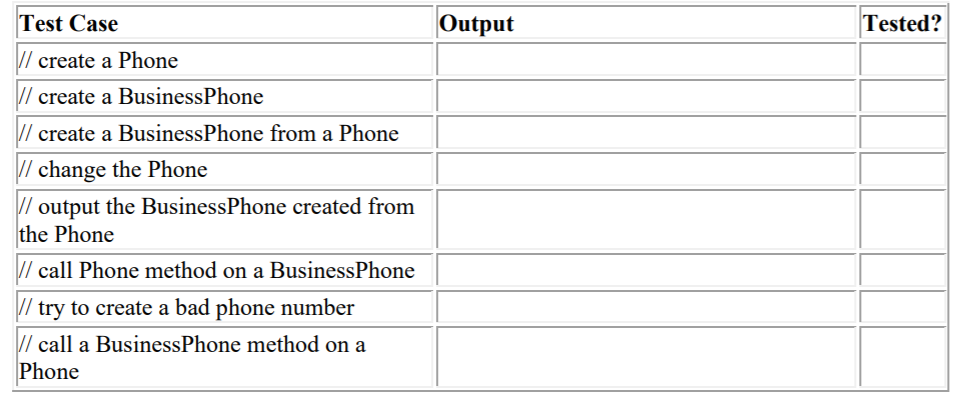 Test Case Output Tested?
// create a Phone
// create a BusinessPhone
// create a BusinessPhone from a Phone
// change the Phone
// output the BusinessPhone created from
the Phone
// call Phone method on a BusinessPhone
// try to create a bad phone number
// call a BusinessPhone method on a
Phone